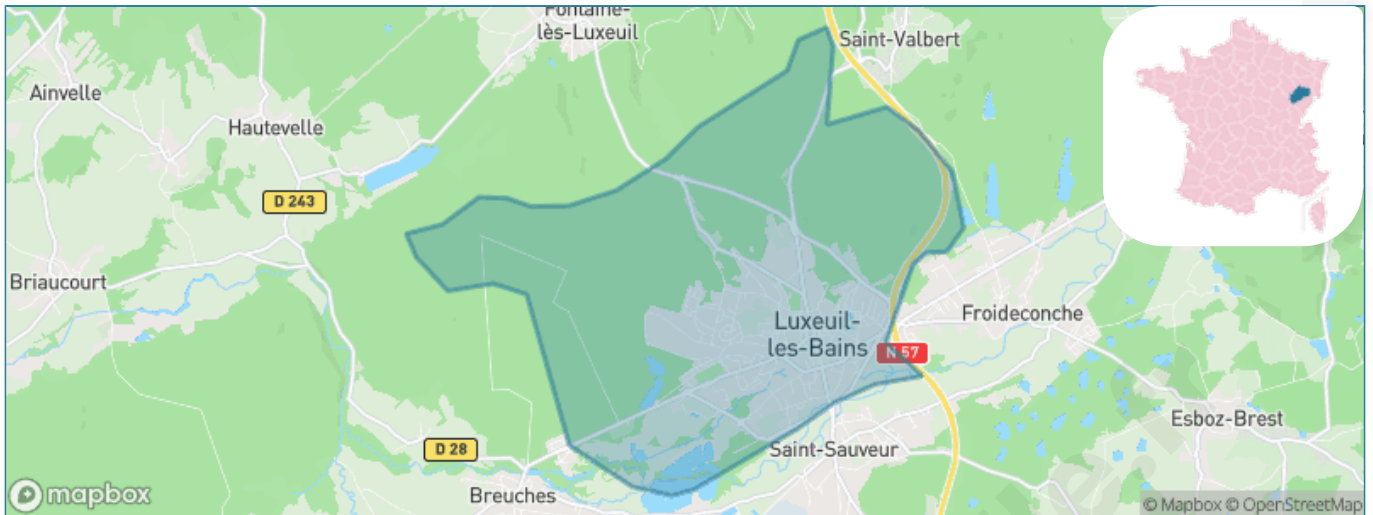 Fontaine-
lès-Luxeuil
Saint-Valbert
Ainvelle
Hautevelle
D 243
Briaucourt
Froideconche
Luxeuil-
les-Bains
N 57
Esboz-Brest
D 28
Saint-Sauveur
Breuches
mapbox
© Mapbox © OpenStreetMap